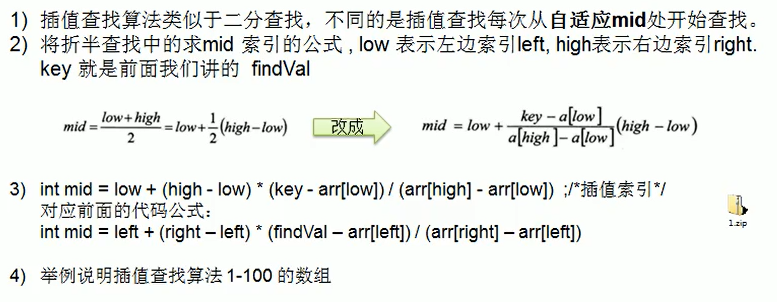 1) 插值查找算法类似于二分查找，不同的是插值查找每次从自适应mid处开始查找。
2) 将折半查找中的求mid 索引的公式 , low 表示左边索引left, high表示右边索引right.
key 就是前面我们讲的 findVal
mid = (low+high)/2 = low + 1/2(high−low) 改成 mid = low + (key − a[low])/(a[high] − a[low]) (high − low)
3) int mid = low + (high - low) * (key - arr[low]) / (arr[high] - arr[low]) ;/*插值索引*/
对应前面的代码公式：
int mid = left + (right – left) * (findVal – arr[left]) / (arr[right] – arr[left])
1.zip
4) 举例说明插值查找算法 1-100 的数组